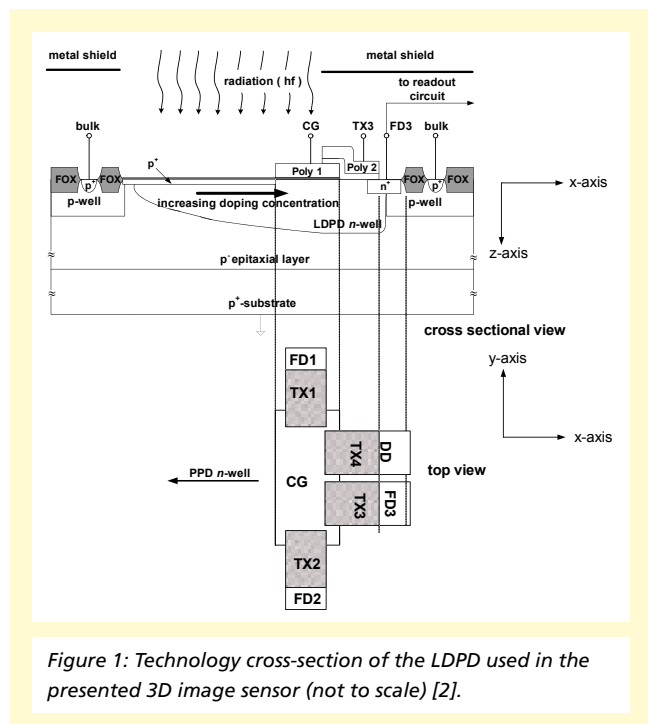 metal shield
metal shield
radiation ( hf )
to readout
circuit
bulk
CG
TX3
FD3
bulk
p+
Poly 1
Poly 2
FOX
p+
FOX
n+
FOX
p+
FOX
p-well
increasing doping concentration
p-well
LDPD n-well
x-axis
z-axis
p- epitaxial layer
p+-substrate
cross sectional view
FD1
y-axis
TX1
TX4
DD
x-axis
top view
PPD n-well
CG
TX3
FD3
TX2
FD2
Figure 1: Technology cross-section of the LDPD used in the
presented 3D image sensor (not to scale) [2].